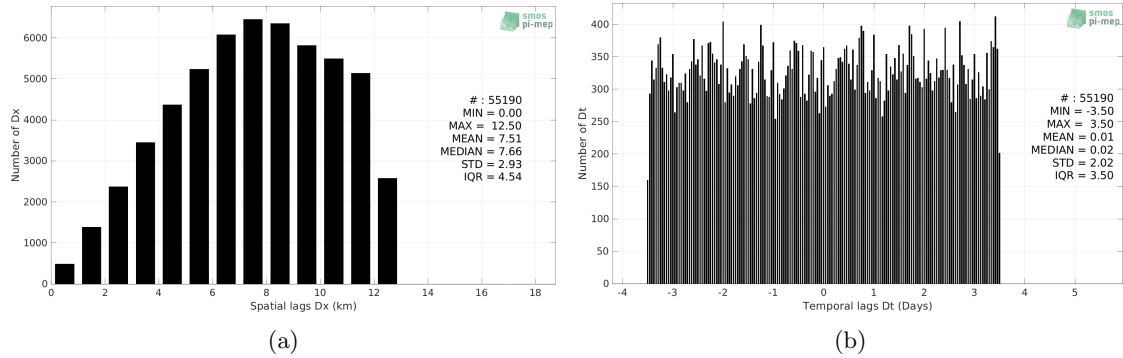 smos
pi-mep
Number of Dx
6000
5000
4000
3000
2000
1000
0
# : 55190
MIN = 0.00
MAX = 12.50
MEAN = 7.51
MEDIAN = 7.66
STD = 2.93
IQR = 4.54
0 2 4 6 8 10 12 14 16 18
Spatial lags Dx (km)
(a)
smos
pi-mep
Number of Dt
400
350
300
250
200
150
100
50
0
# : 55190
MIN = -3.50
MAX = 3.50
MEAN = 0.01
MEDIAN = 0.02
STD = 2.02
IQR = 3.50
-4 -3 -2 -1 0 1 2 3 4 5
Temporal lags Dt (Days)
(b)